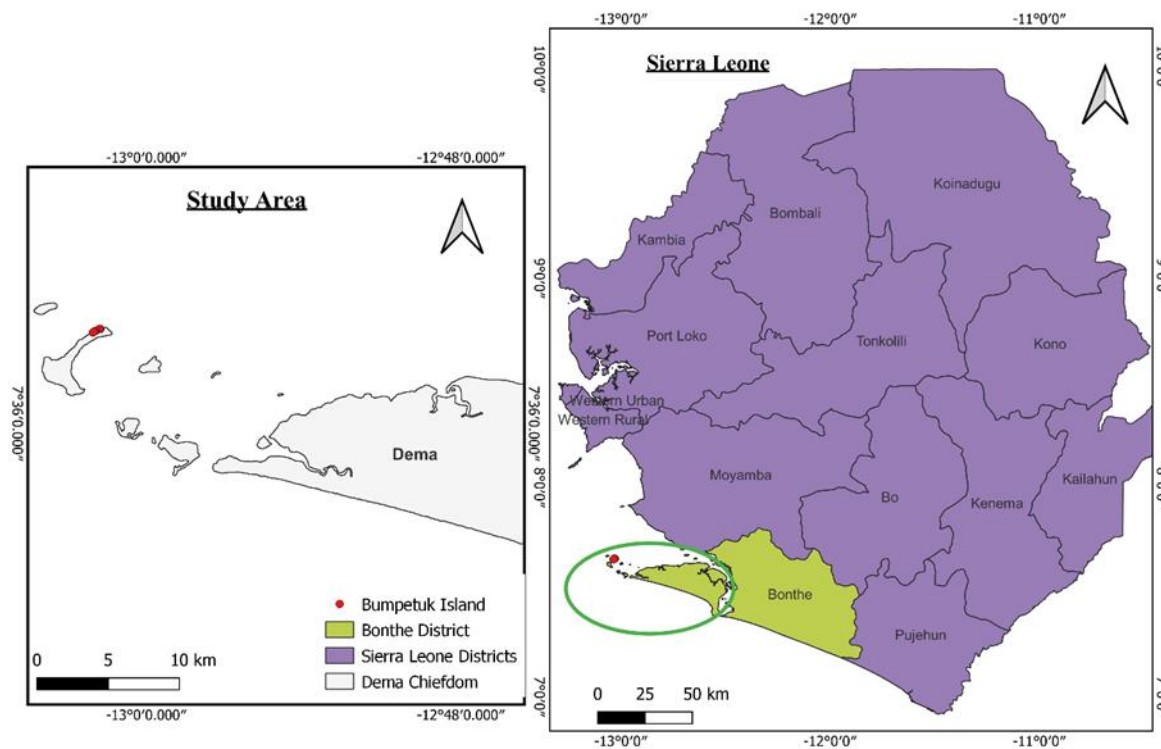 -13°0'0.000"
-12°48'0.000"
Study Area
7°36'0.000"
7°36'0.000"
Dema
Bumpetuk Island
Bonthe District
Sierra Leone Districts
Dema Chiefdom
0 5 10 km
-13°0'0.000"
-12°48'0.000"
-13°0′0″
-12°0′0″
-11°0′0″
Sierra Leone
10°0′0″
9°0′0″
8°0′0″
7°0′0″
Koinadugu
Bombali
Kambia
Port Loko
Tonkolili
Kono
Western Urban
Western Rural
Moyamba
Bo
Kenema
Kailahun
Bonthe
Pujehun
0 25 50 km
-13°0′0″
-12°0′0″
-11°0′0″